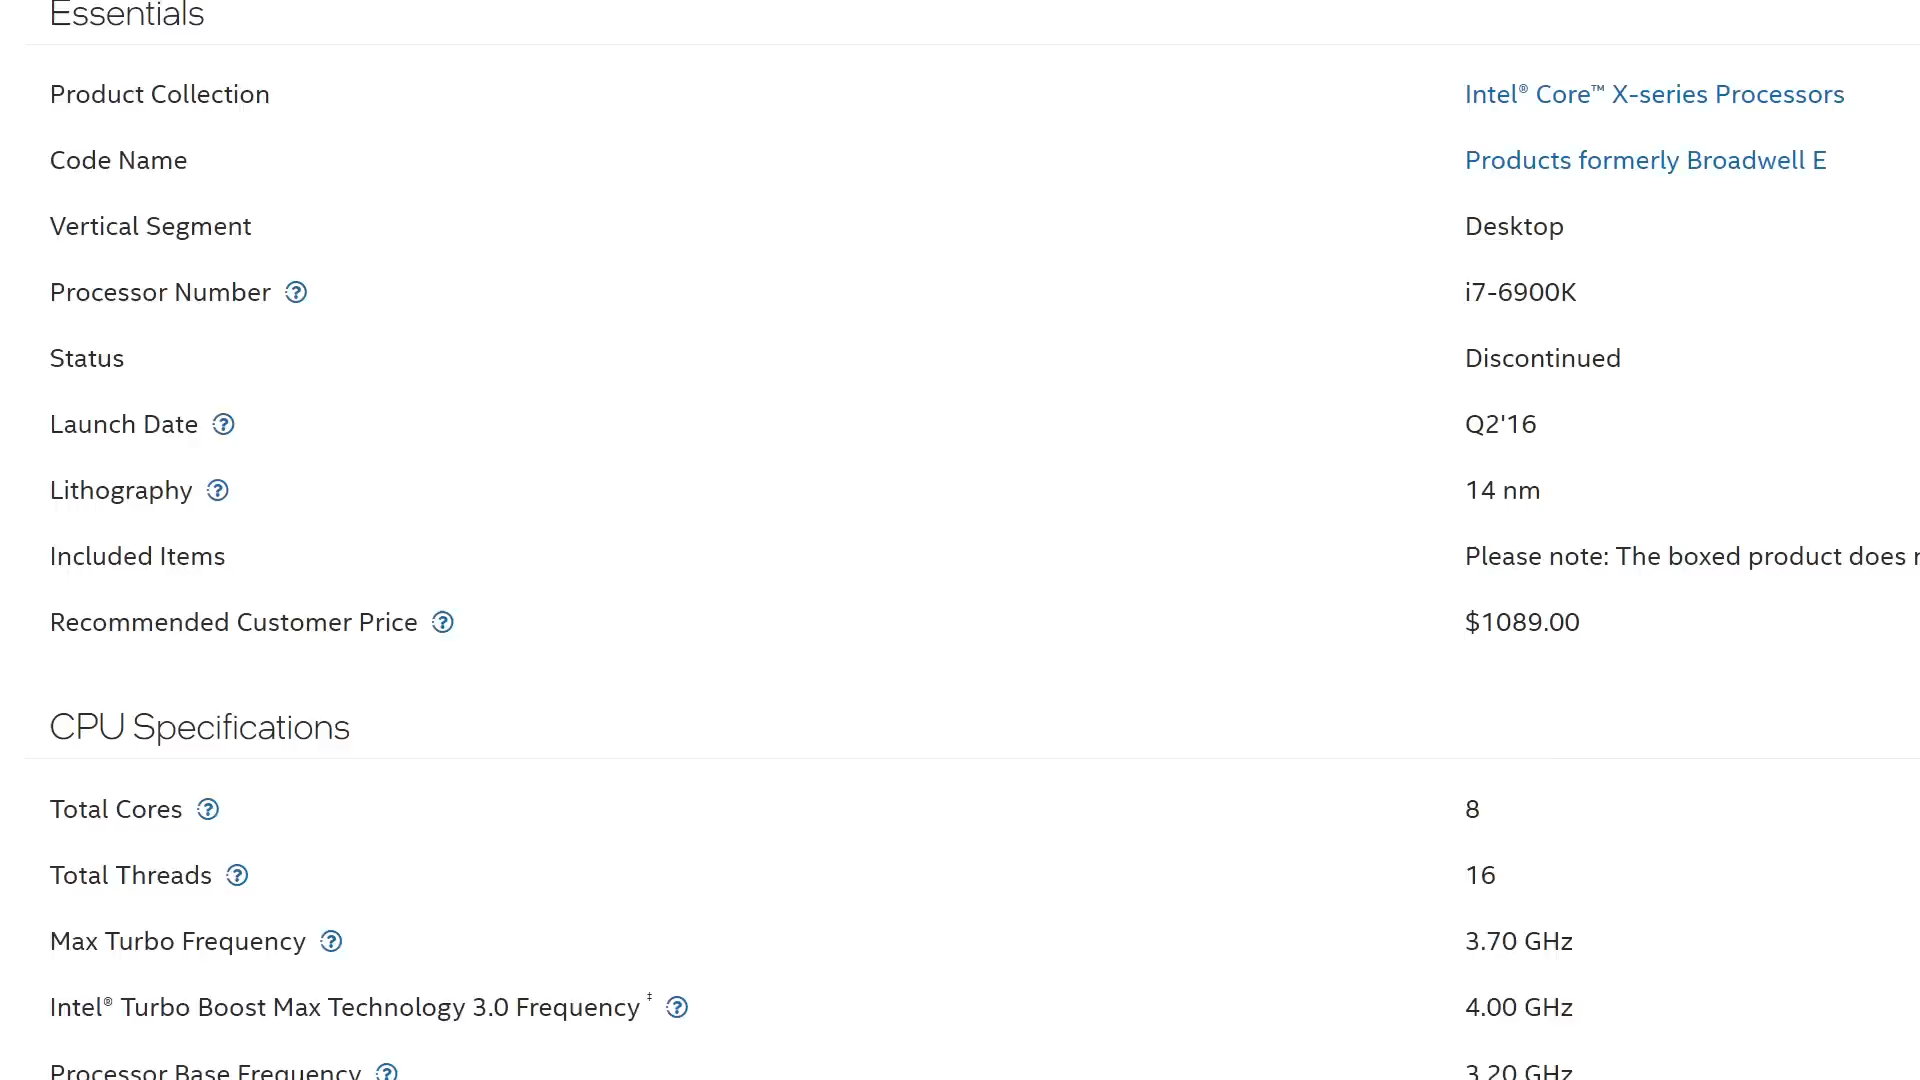 Essentials
Product Collection Intel® Core™ X-series Processors
Code Name Products formerly Broadwell E
Vertical Segment Desktop
Processor Number i7-6900K
Status Discontinued
Launch Date Q2'16
Lithography 14 nm
Included Items Please note: The boxed product does
Recommended Customer Price $1089.00
CPU Specifications
Total Cores 8
Total Threads 16
Max Turbo Frequency 3.70 GHz
Intel® Turbo Boost Max Technology 3.0 Frequency ‡ 4.00 GHz
Processor Base Frequency 3.20 GHz